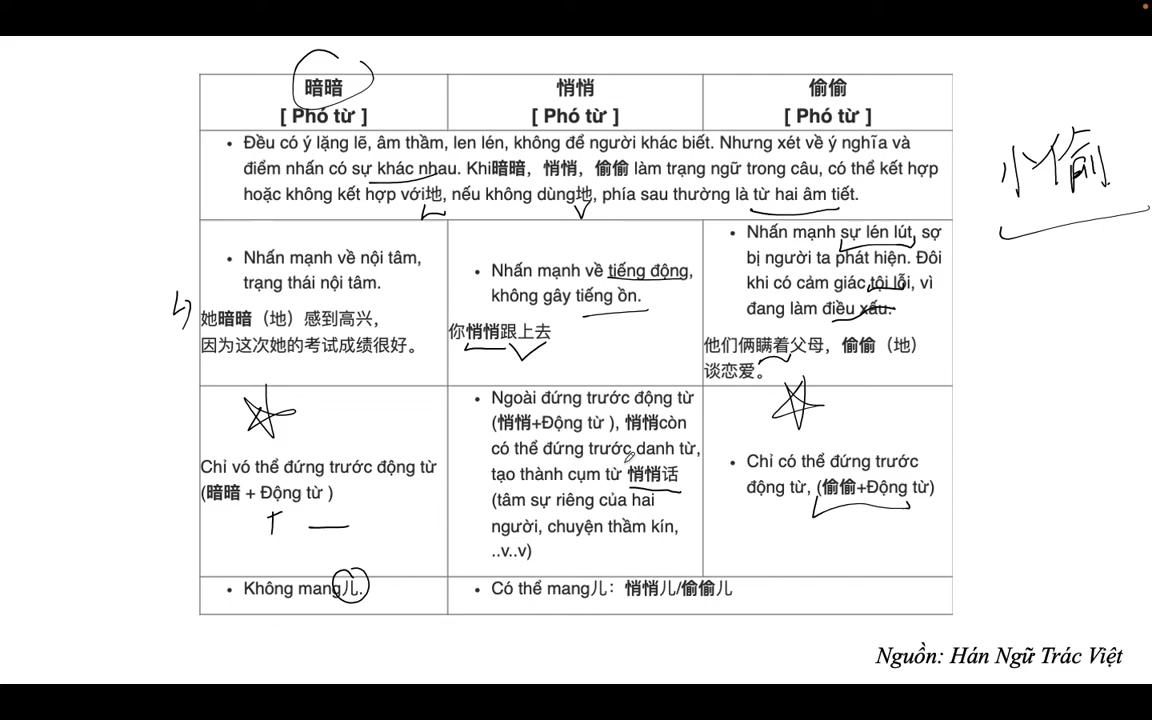 暗暗
[ Phó từ ]
悄悄
[ Phó từ ]
偷偷
[ Phó từ ]
• Đều có ý lặng lẽ, âm thầm, len lén, không để người khác biết. Nhưng xét về ý nghĩa và
điểm nhấn có sự khác nhau. Khi暗暗，悄悄，偷偷 làm trạng ngữ trong câu, có thể kết hợp
hoặc không kết hợp với地, nếu không dùng地, phía sau thường là từ hai âm tiết.
小偷
• Nhấn mạnh về nội tâm,
trạng thái nội tâm.
她暗暗（地）感到高兴，
因为这次她的考试成绩很好。
• Nhấn mạnh về tiếng động,
không gây tiếng ồn.
你悄悄跟上去
• Nhấn mạnh sự lén lút, sợ
bị người ta phát hiện. Đôi
khi có cảm giác tội lỗi, vì
đang làm điều xấu.
他们俩瞒着父母，偷偷（地）
谈恋爱。
Chỉ vó thể đứng trước động từ
(暗暗 + Động từ )
• Ngoài đứng trước động từ
(悄悄+Động từ ), 悄悄còn
có thể đứng trước danh từ,
tạo thành cụm từ 悄悄话
(tâm sự riêng của hai
người, chuyện thầm kín,
..v..v)
• Chỉ có thể đứng trước
động từ, (偷偷+Động từ)
• Không mang儿.
• Có thể mang儿：悄悄儿/偷偷儿
Nguồn: Hán Ngữ Trác Việt